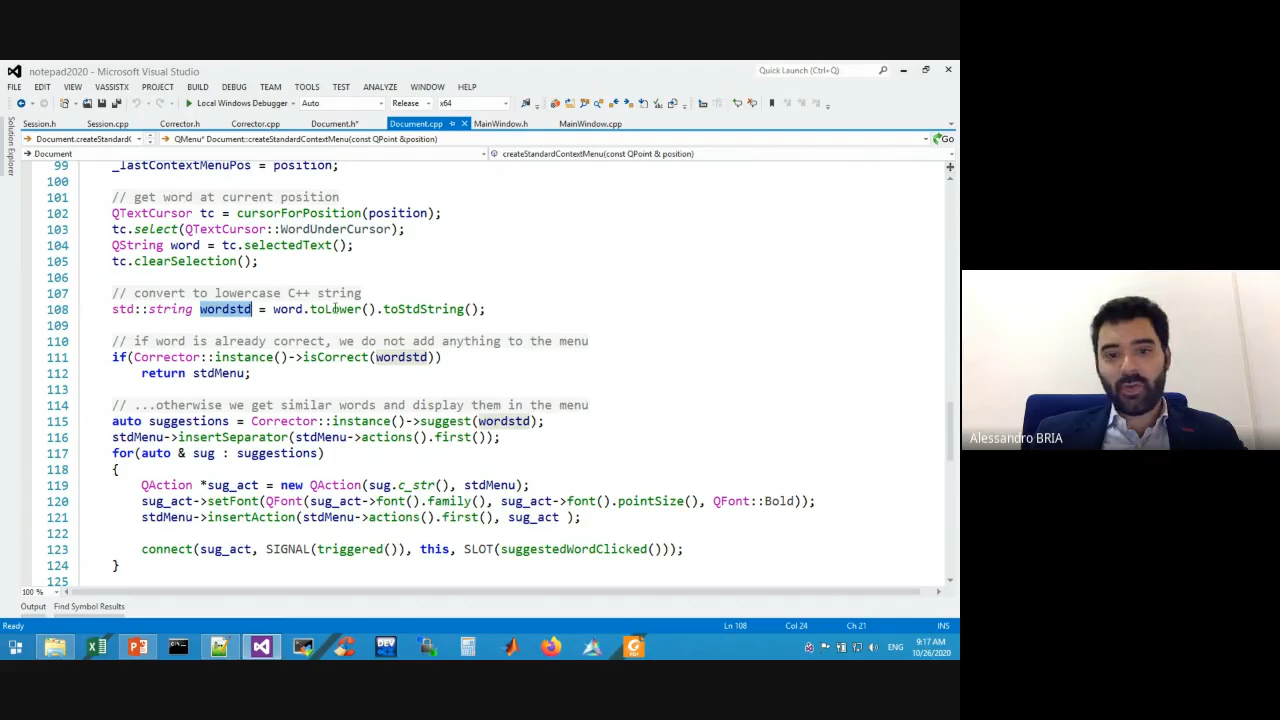 notepad2020 - Microsoft Visual Studio
Quick Launch (Ctrl+Q)
FILE EDIT VIEW VASSISTX PROJECT BUILD DEBUG TEAM TOOLS TEST ANALYZE WINDOW HELP
Local Windows Debugger Auto Release x64
Session.h Session.cpp Corrector.h Corrector.cpp Document.h* Document.cpp MainWindow.h MainWindow.cpp
Document.createStandardC QMenu* Document::createStandardContextMenu(const QPoint &position) Go
Document createStandardContextMenu(const QPoint & position)
Solution Explorer
99 _lastContextMenuPos = position;
100
101 // get word at current position
102 QTextCursor tc = cursorForPosition(position);
103 tc.select(QTextCursor::WordUnderCursor);
104 QString word = tc.selectedText();
105 tc.clearSelection();
106
107 // convert to lowercase C++ string
108 std::string wordstd = word.toLower().toStdString();
109
110 // if word is already correct, we do not add anything to the menu
111 if(Corrector::instance()->isCorrect(wordstd))
112 return stdMenu;
113
114 // ...otherwise we get similar words and display them in the menu
115 auto suggestions = Corrector::instance()->suggest(wordstd);
116 stdMenu->insertSeparator(stdMenu->actions().first());
117 for(auto & sug : suggestions)
118 {
119 QAction *sug_act = new QAction(sug.c_str(), stdMenu);
120 sug_act->setFont(QFont(sug_act->font().family(), sug_act->font().pointSize(), QFont::Bold));
121 stdMenu->insertAction(stdMenu->actions().first(), sug_act );
122
123 connect(sug_act, SIGNAL(triggered()), this, SLOT(suggestedWordClicked()));
124 }
125
100 %
Output Find Symbol Results
Ready Ln 108 Col 24 Ch 21 INS
DEV
PDF
ENG
9:17 AM
10/26/2020
Alessandro BRIA